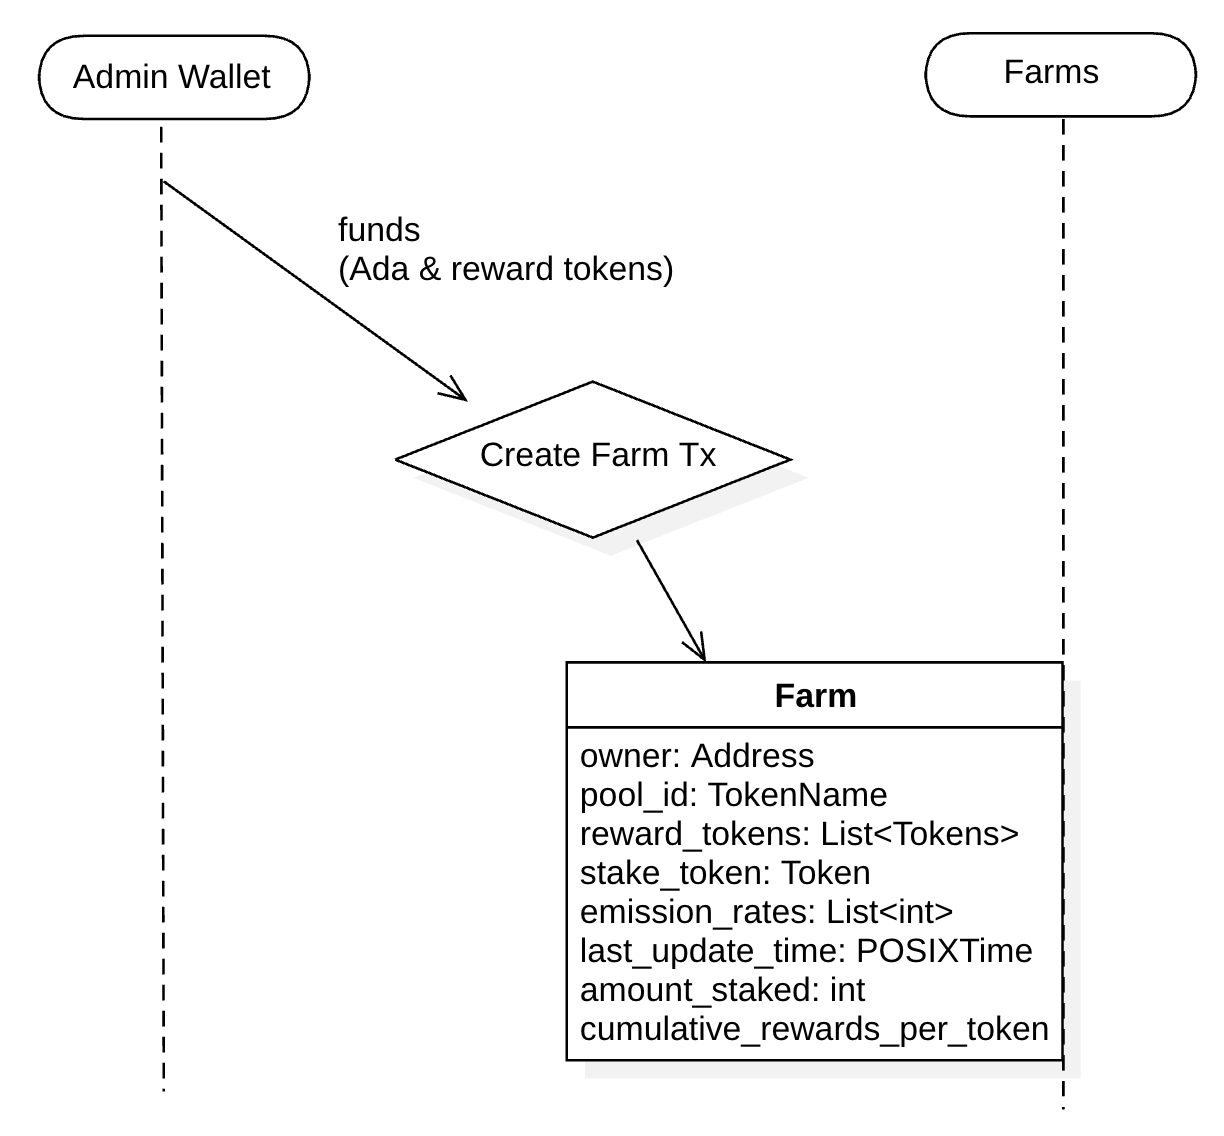 Admin Wallet
Farms
funds
(Ada & reward tokens)
Create Farm Tx
Farm
owner: Address
pool_id: TokenName
reward_tokens: List<Tokens>
stake_token: Token
emission_rates: List<int>
last_update_time: POSIXTime
amount_staked: int
cumulative_rewards_per_token